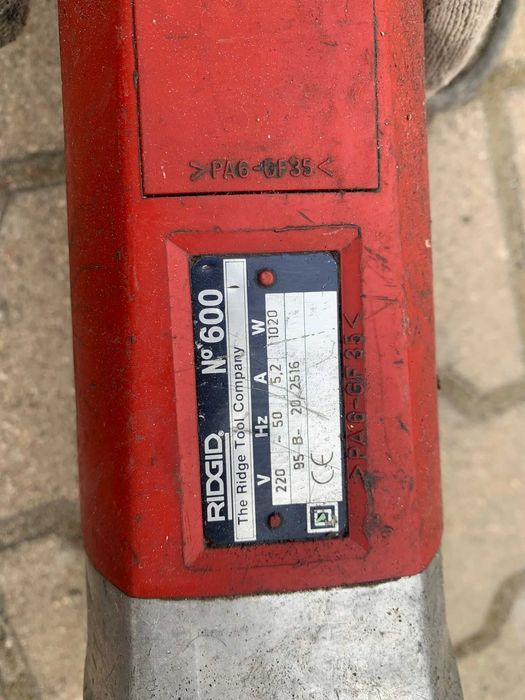 >PA6-GF35<
RIDGID® Nº 600
The Ridge Tool Company
V Hz A W
220 ~ 50 5,2 1020
95 B- 20 2516
CE
>PA6-GF35<